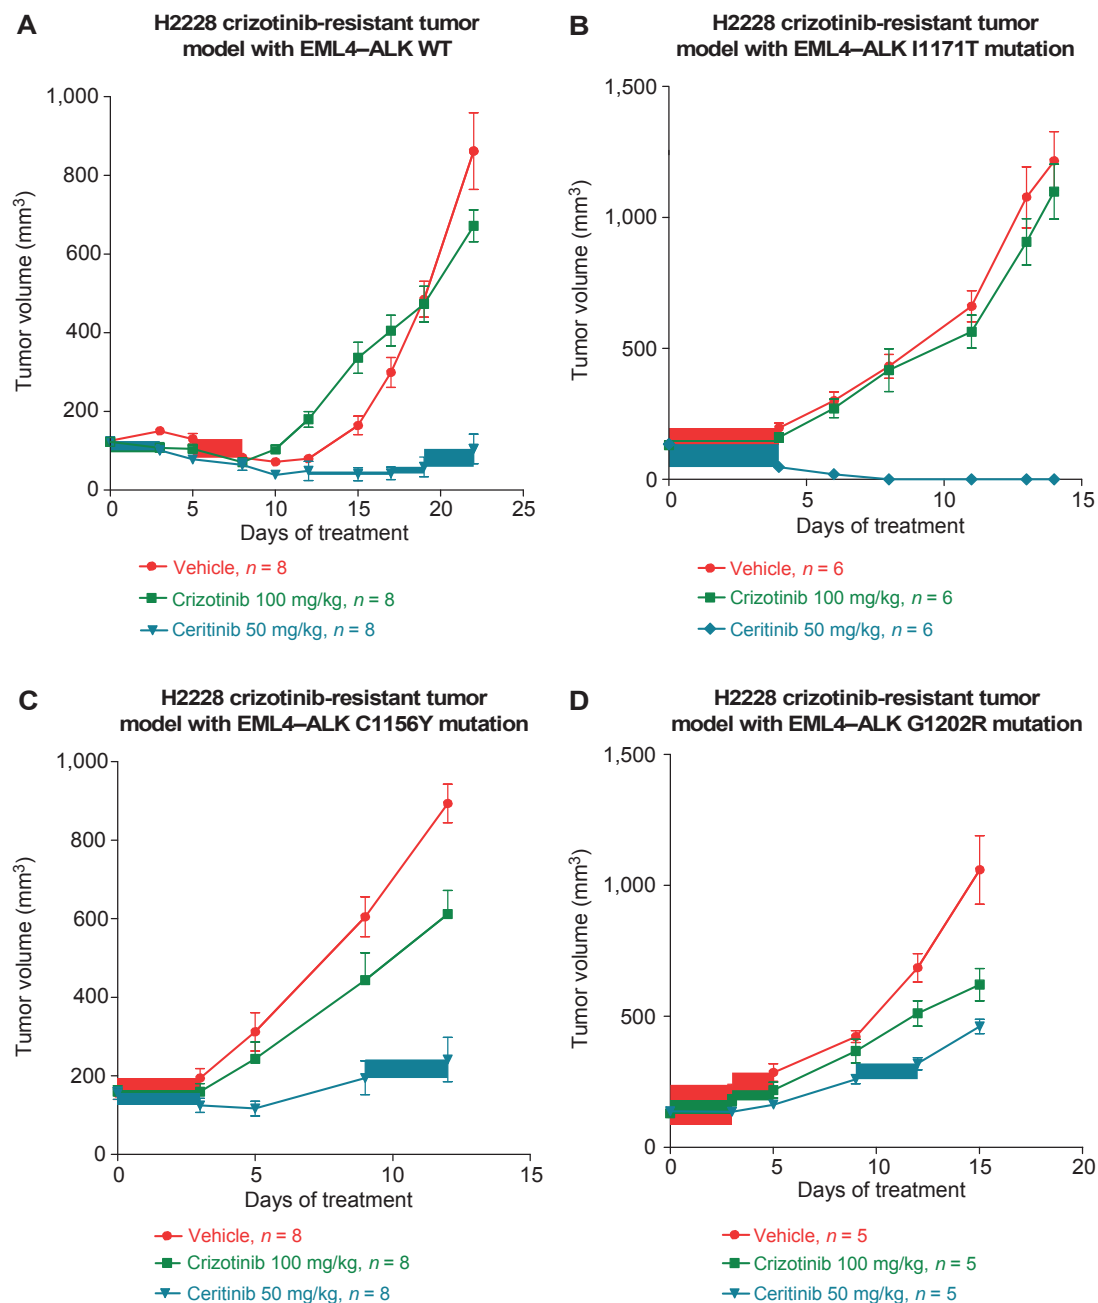 A
H2228 crizotinib-resistant tumor
model with EML4–ALK WT
1,000
800
600
400
200
0
Tumor volume (mm³)
0 5 10 15 20 25
Days of treatment
Vehicle, n = 8
Crizotinib 100 mg/kg, n = 8
Ceritinib 50 mg/kg, n = 8
B
H2228 crizotinib-resistant tumor
model with EML4–ALK I1171T mutation
1,500
1,000
500
0
Tumor volume (mm³)
0 5 10 15
Days of treatment
Vehicle, n = 6
Crizotinib 100 mg/kg, n = 6
Ceritinib 50 mg/kg, n = 6
C
H2228 crizotinib-resistant tumor
model with EML4–ALK C1156Y mutation
1,000
800
600
400
200
0
Tumor volume (mm³)
0 5 10 15
Days of treatment
Vehicle, n = 8
Crizotinib 100 mg/kg, n = 8
Ceritinib 50 mg/kg, n = 8
D
H2228 crizotinib-resistant tumor
model with EML4–ALK G1202R mutation
1,500
1,000
500
0
Tumor volume (mm³)
0 5 10 15 20
Days of treatment
Vehicle, n = 5
Crizotinib 100 mg/kg, n = 5
Ceritinib 50 mg/kg, n = 5